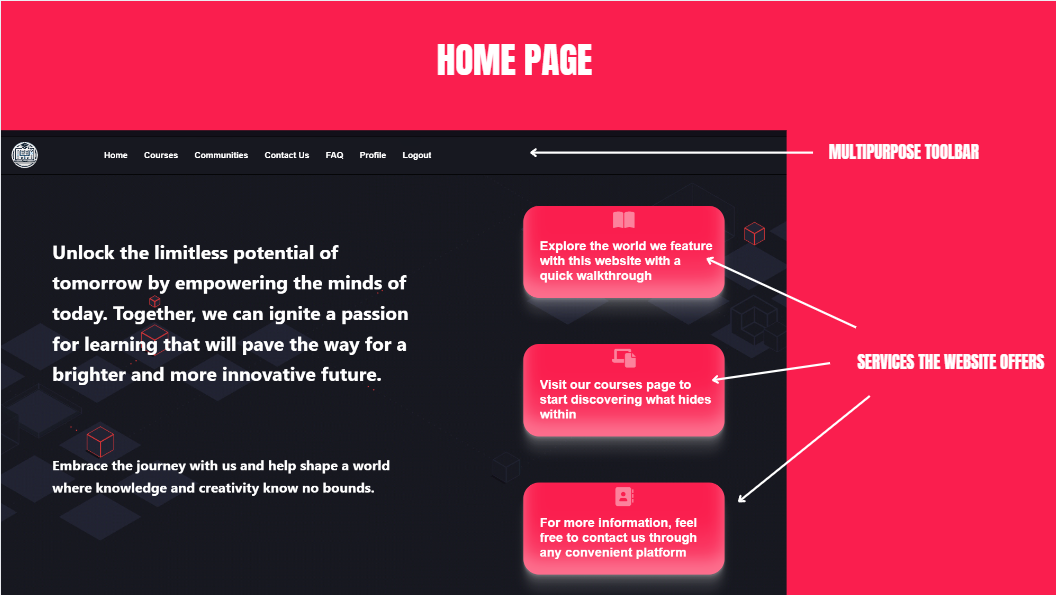 HOME PAGE
Home Courses Communities Contact Us FAQ Profile Logout
MULTIPURPOSE TOOLBAR
Unlock the limitless potential of
tomorrow by empowering the minds of
today. Together, we can ignite a passion
for learning that will pave the way for a
brighter and more innovative future.
Embrace the journey with us and help shape a world
where knowledge and creativity know no bounds.
Explore the world we feature
with this website with a
quick walkthrough
Visit our courses page to
start discovering what hides
within
For more information, feel
free to contact us through
any convenient platform
SERVICES THE WEBSITE OFFERS